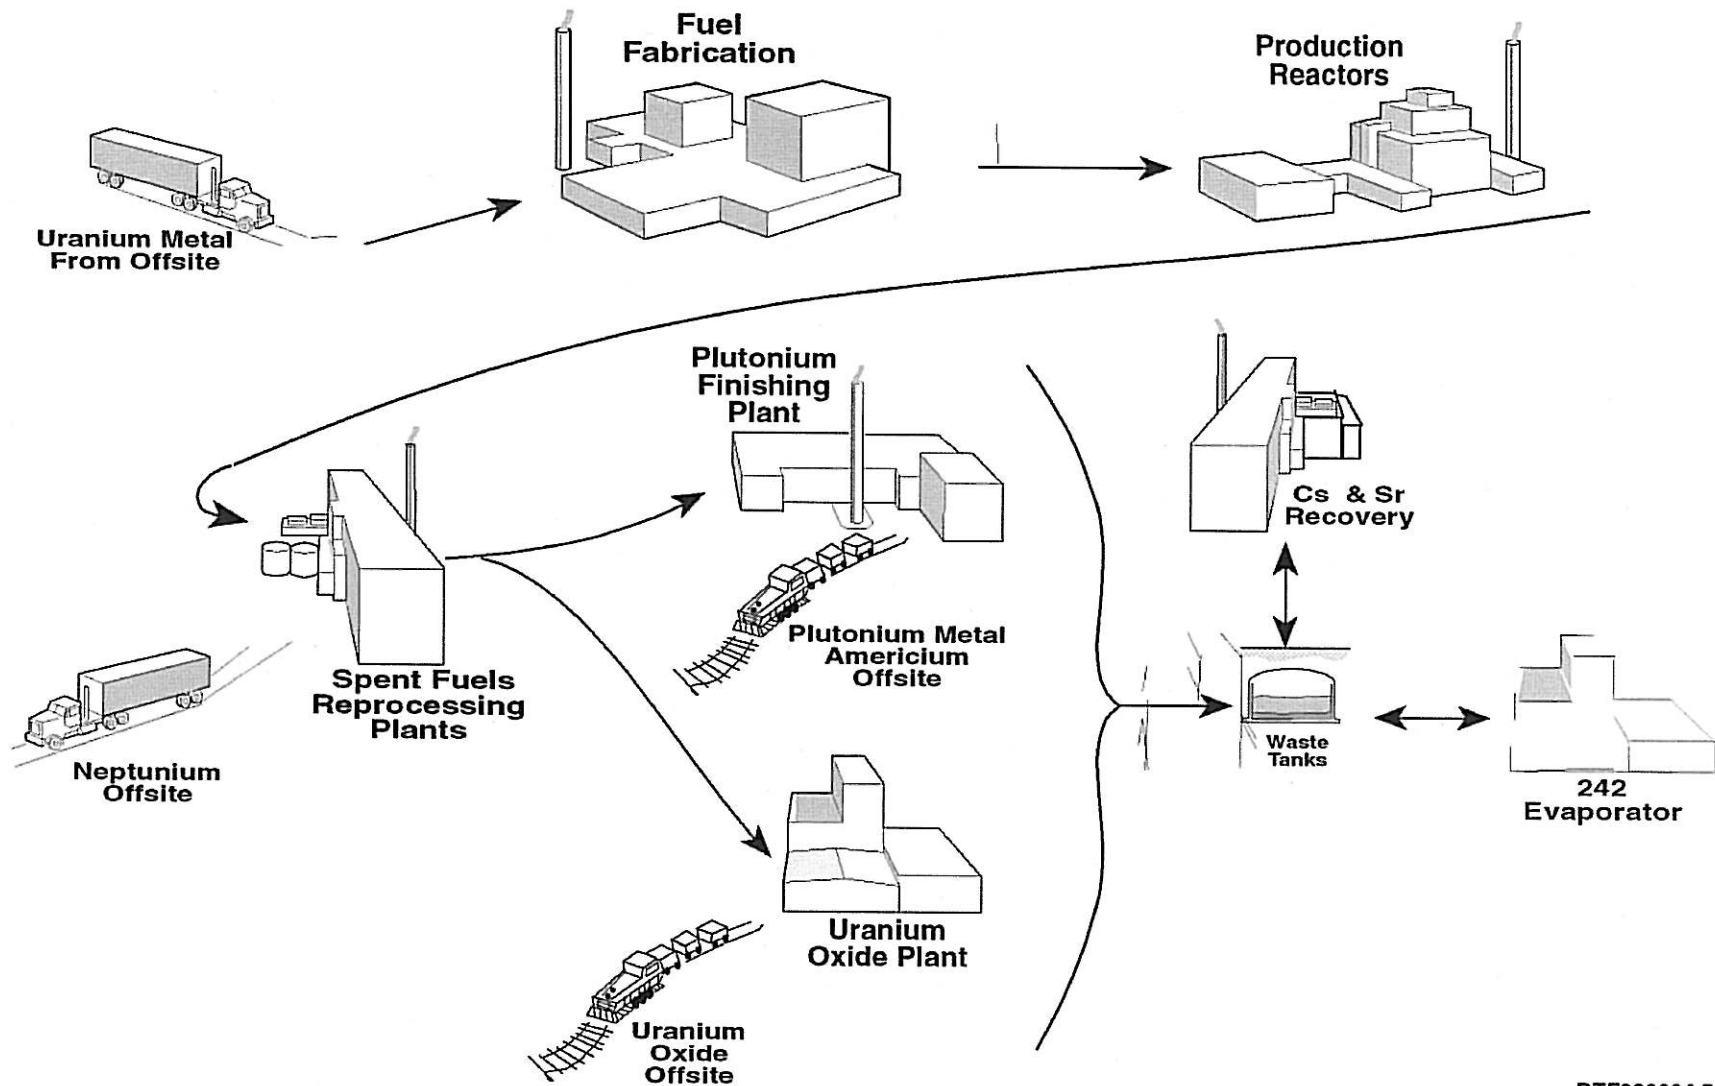 Fuel
Fabrication
Production
Reactors
Uranium Metal
From Offsite
Plutonium
Finishing
Plant
Cs & Sr
Recovery
Plutonium Metal
Americium
Offsite
Spent Fuels
Reprocessing
Plants
Neptunium
Offsite
Waste
Tanks
242
Evaporator
Uranium
Oxide Plant
Uranium
Oxide
Offsite